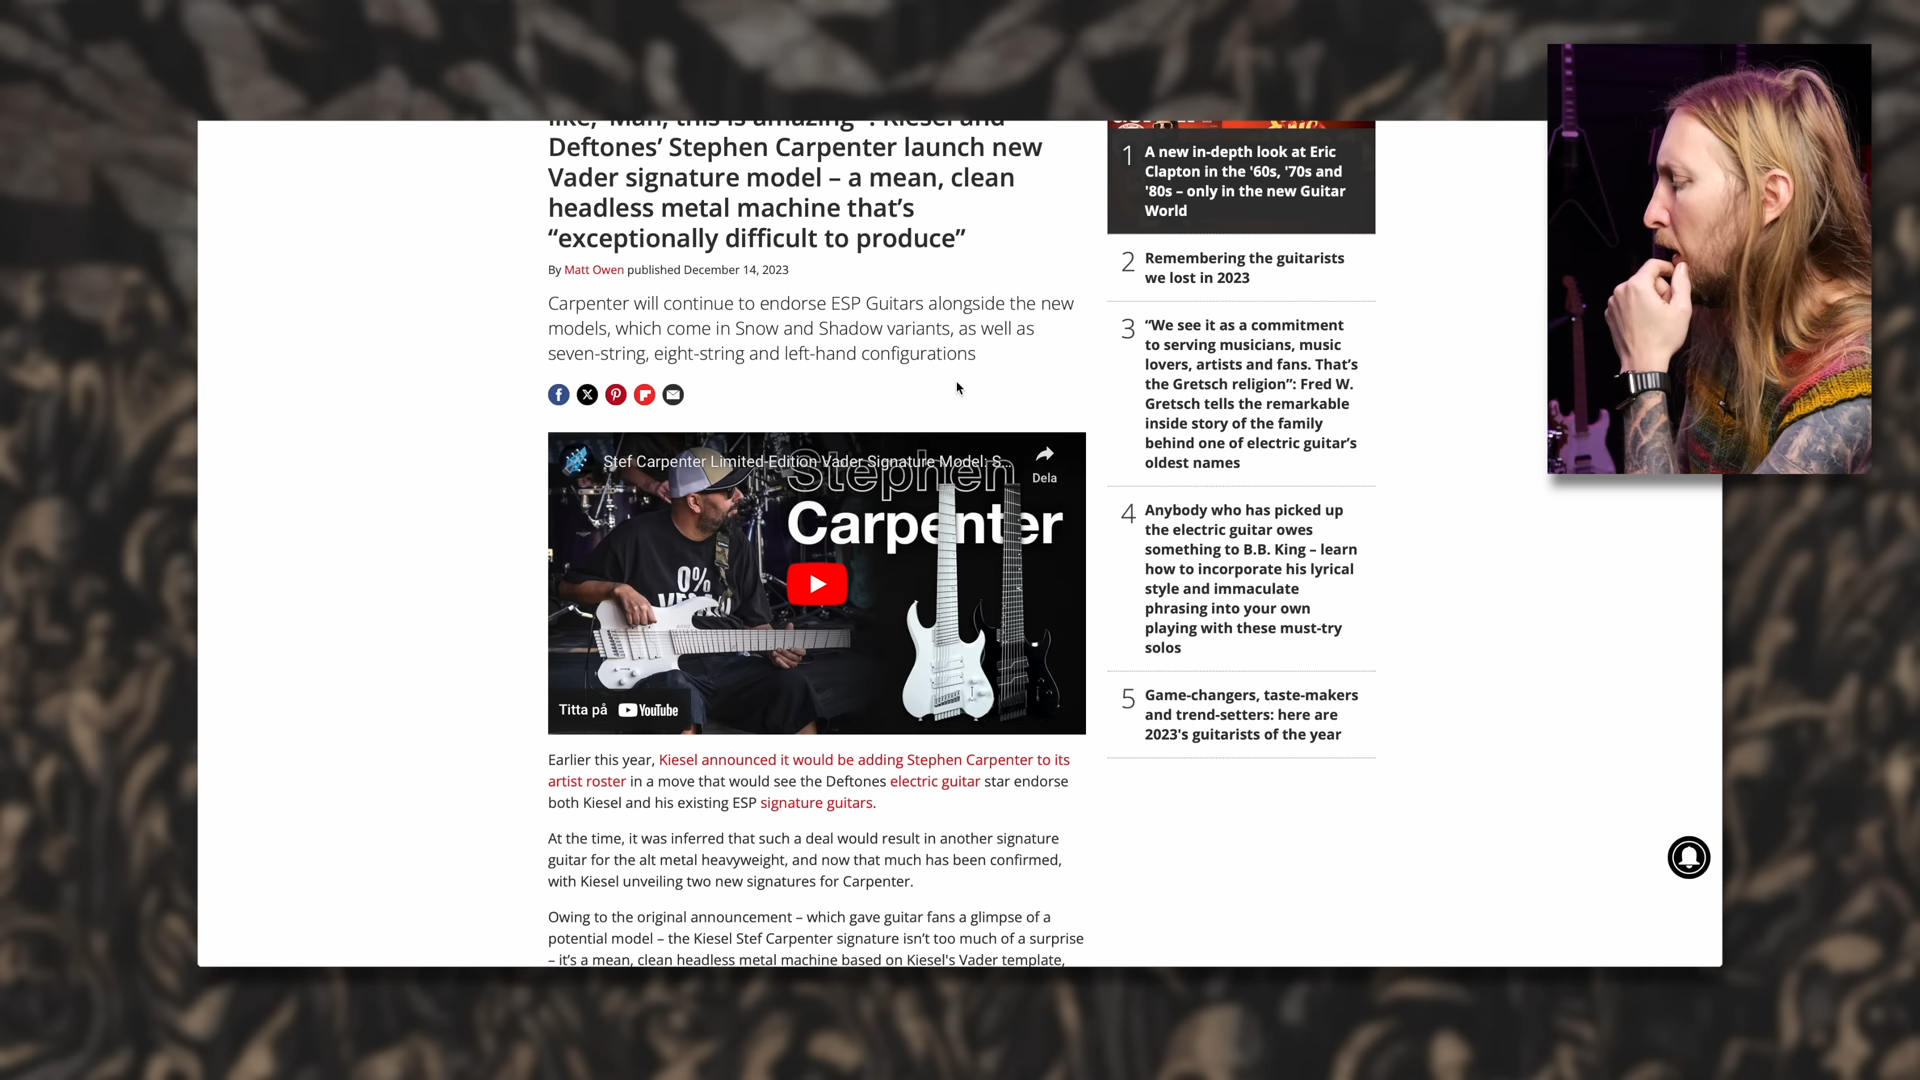 like, ‘Man, this is amazing’”: Kiesel and
Deftones’ Stephen Carpenter launch new
Vader signature model – a mean, clean
headless metal machine that’s
“exceptionally difficult to produce”
By Matt Owen published December 14, 2023
Carpenter will continue to endorse ESP Guitars alongside the new
models, which come in Snow and Shadow variants, as well as
seven-string, eight-string and left-hand configurations
Stef Carpenter Limited-Edition Vader Signature Model: S...
Dela
Stephen
Carpenter
0%
Titta på YouTube
Earlier this year, Kiesel announced it would be adding Stephen Carpenter to its
artist roster in a move that would see the Deftones electric guitar star endorse
both Kiesel and his existing ESP signature guitars.
At the time, it was inferred that such a deal would result in another signature
guitar for the alt metal heavyweight, and now that much has been confirmed,
with Kiesel unveiling two new signatures for Carpenter.
Owing to the original announcement – which gave guitar fans a glimpse of a
potential model – the Kiesel Stef Carpenter signature isn’t too much of a surprise
– it’s a mean, clean headless metal machine based on Kiesel's Vader template,
1
A new in-depth look at Eric
Clapton in the '60s, '70s and
'80s – only in the new Guitar
World
2
Remembering the guitarists
we lost in 2023
3
“We see it as a commitment
to serving musicians, music
lovers, artists and fans. That’s
the Gretsch religion”: Fred W.
Gretsch tells the remarkable
inside story of the family
behind one of electric guitar’s
oldest names
4
Anybody who has picked up
the electric guitar owes
something to B.B. King – learn
how to incorporate his lyrical
style and immaculate
phrasing into your own
playing with these must-try
solos
5
Game-changers, taste-makers
and trend-setters: here are
2023's guitarists of the year